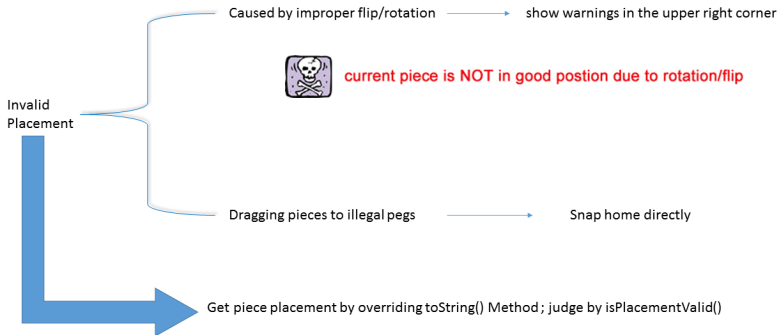 Caused by improper flip/rotation
show warnings in the upper right corner
current piece is NOT in good postion due to rotation/flip
Invalid
Placement
Dragging pieces to illegal pegs
Snap home directly
Get piece placement by overriding toString() Method ; judge by isPlacementValid()